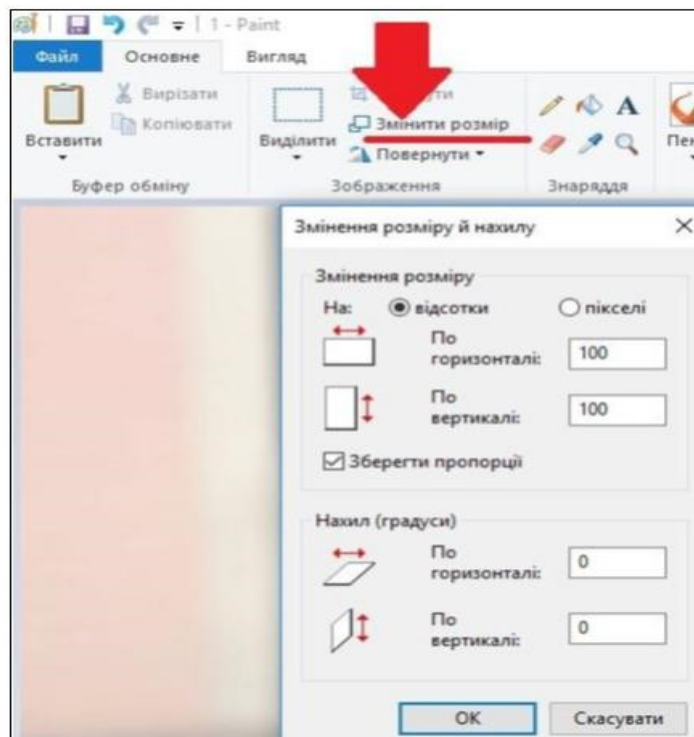 1 - Paint
Файл Основне Вигляд
Вирізати
Копіювати
Вставити
Буфер обміну
Виділити
Змінити розмір
Повернути
Зображення
A
Знаряддя
Змінення розміру й нахилу
Змінення розміру
На: відсотки пікселі
По
горизонталі: 100
По
вертикалі: 100
Зберегти пропорції
Нахил (градуси)
По
горизонталі: 0
По
вертикалі: 0
OK Скасувати